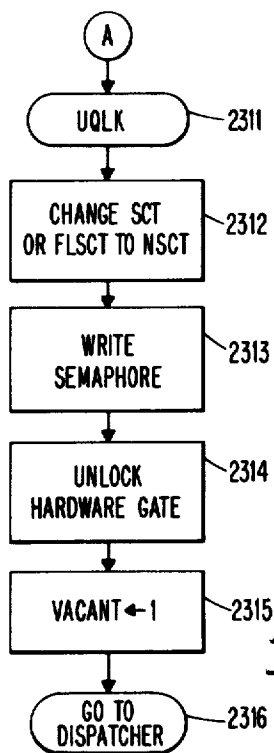 A
UQLK
2311
CHANGE SCT
OR FLSCT TO NSCT
2312
WRITE
SEMAPHORE
2313
UNLOCK
HARDWARE GATE
2314
VACANT←1
2315
GO TO
DISPATCHER
2316